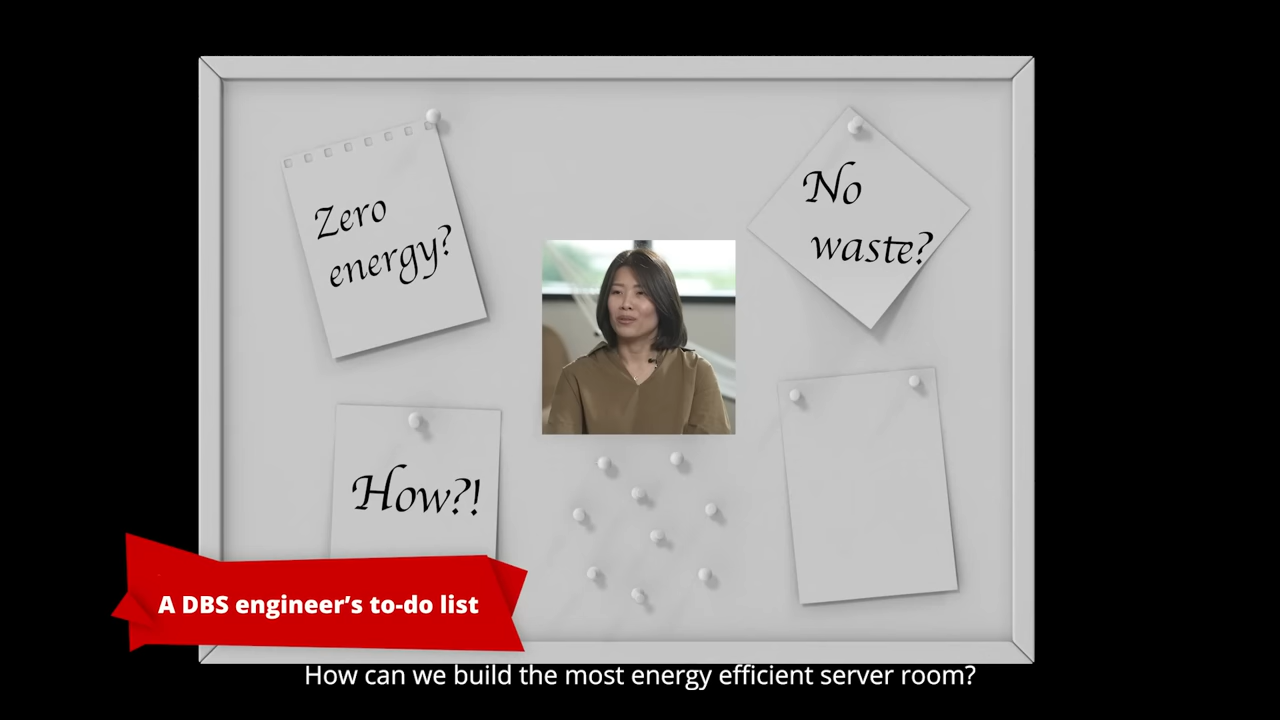 Zero
energy?
No
waste?
How?!
A DBS engineer’s to-do list
How can we build the most energy efficient server room?